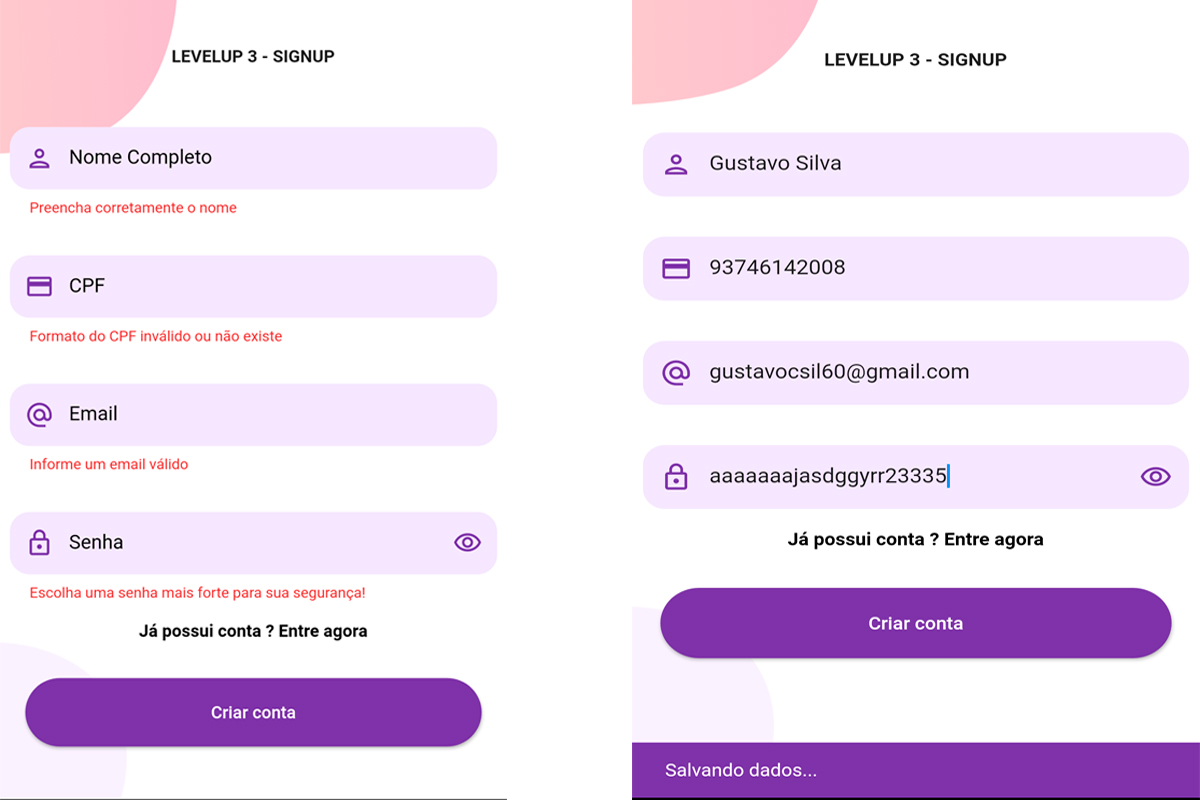 LEVELUP 3 - SIGNUP
Nome Completo
Preencha corretamente o nome
CPF
Formato do CPF inválido ou não existe
Email
Informe um email válido
Senha
Escolha uma senha mais forte para sua segurança!
Já possui conta ? Entre agora
Criar conta
LEVELUP 3 - SIGNUP
Gustavo Silva
93746142008
gustavocsil60@gmail.com
aaaaaaajasdggyrr23335
Já possui conta ? Entre agora
Criar conta
Salvando dados...